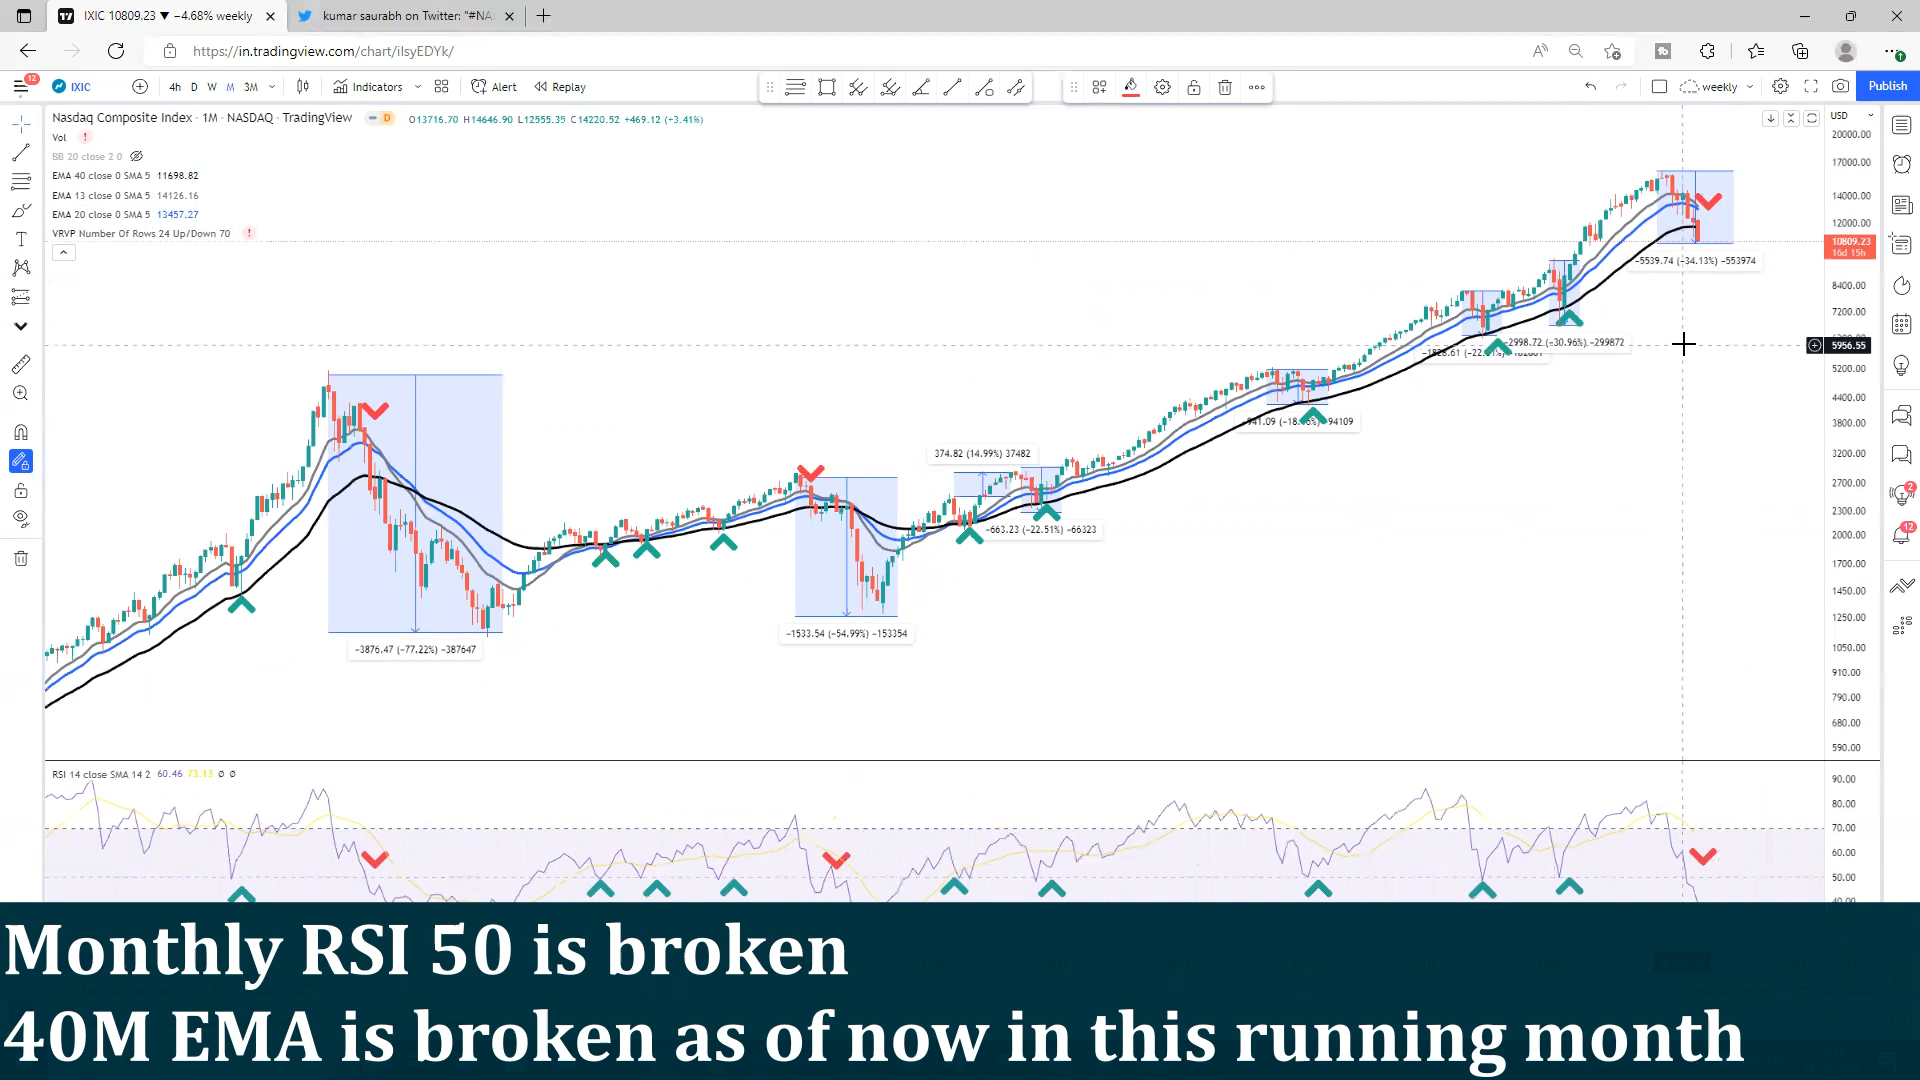 IXIC 10809.23 ▼ −4.68% weekly
kumar saurabh on Twitter: "#NA
https://in.tradingview.com/chart/ilsyEDYk/
12
IXIC
4h D W M 3M
Indicators
Alert
Replay
weekly
Publish
Nasdaq Composite Index · 1M · NASDAQ · TradingView
D
O13716.70 H14646.90 L12555.35 C14220.52 +469.12 (+3.41%)
Vol
BB 20 close 2 0
EMA 40 close 0 SMA 5 11698.82
EMA 13 close 0 SMA 5 14126.16
EMA 20 close 0 SMA 5 13457.27
VRVP Number Of Rows 24 Up/Down 70
USD
20000.00
17000.00
14000.00
12000.00
10809.23
16d 15h
8400.00
7200.00
5956.55
5200.00
4400.00
3800.00
3200.00
2700.00
2300.00
2000.00
1700.00
1450.00
1250.00
1050.00
910.00
790.00
680.00
590.00
−5539.74 (−34.13%) −553974
−2998.72 (−30.96%) −299872
374.82 (14.99%) 37482
−663.23 (−22.51%) −66323
−1533.54 (−54.99%) −153354
−3876.47 (−77.22%) −387647
2
12
RSI 14 close SMA 14 2 60.46 73.13 Ø Ø
90.00
80.00
70.00
60.00
50.00
40.00
Monthly RSI 50 is broken
40M EMA is broken as of now in this running month